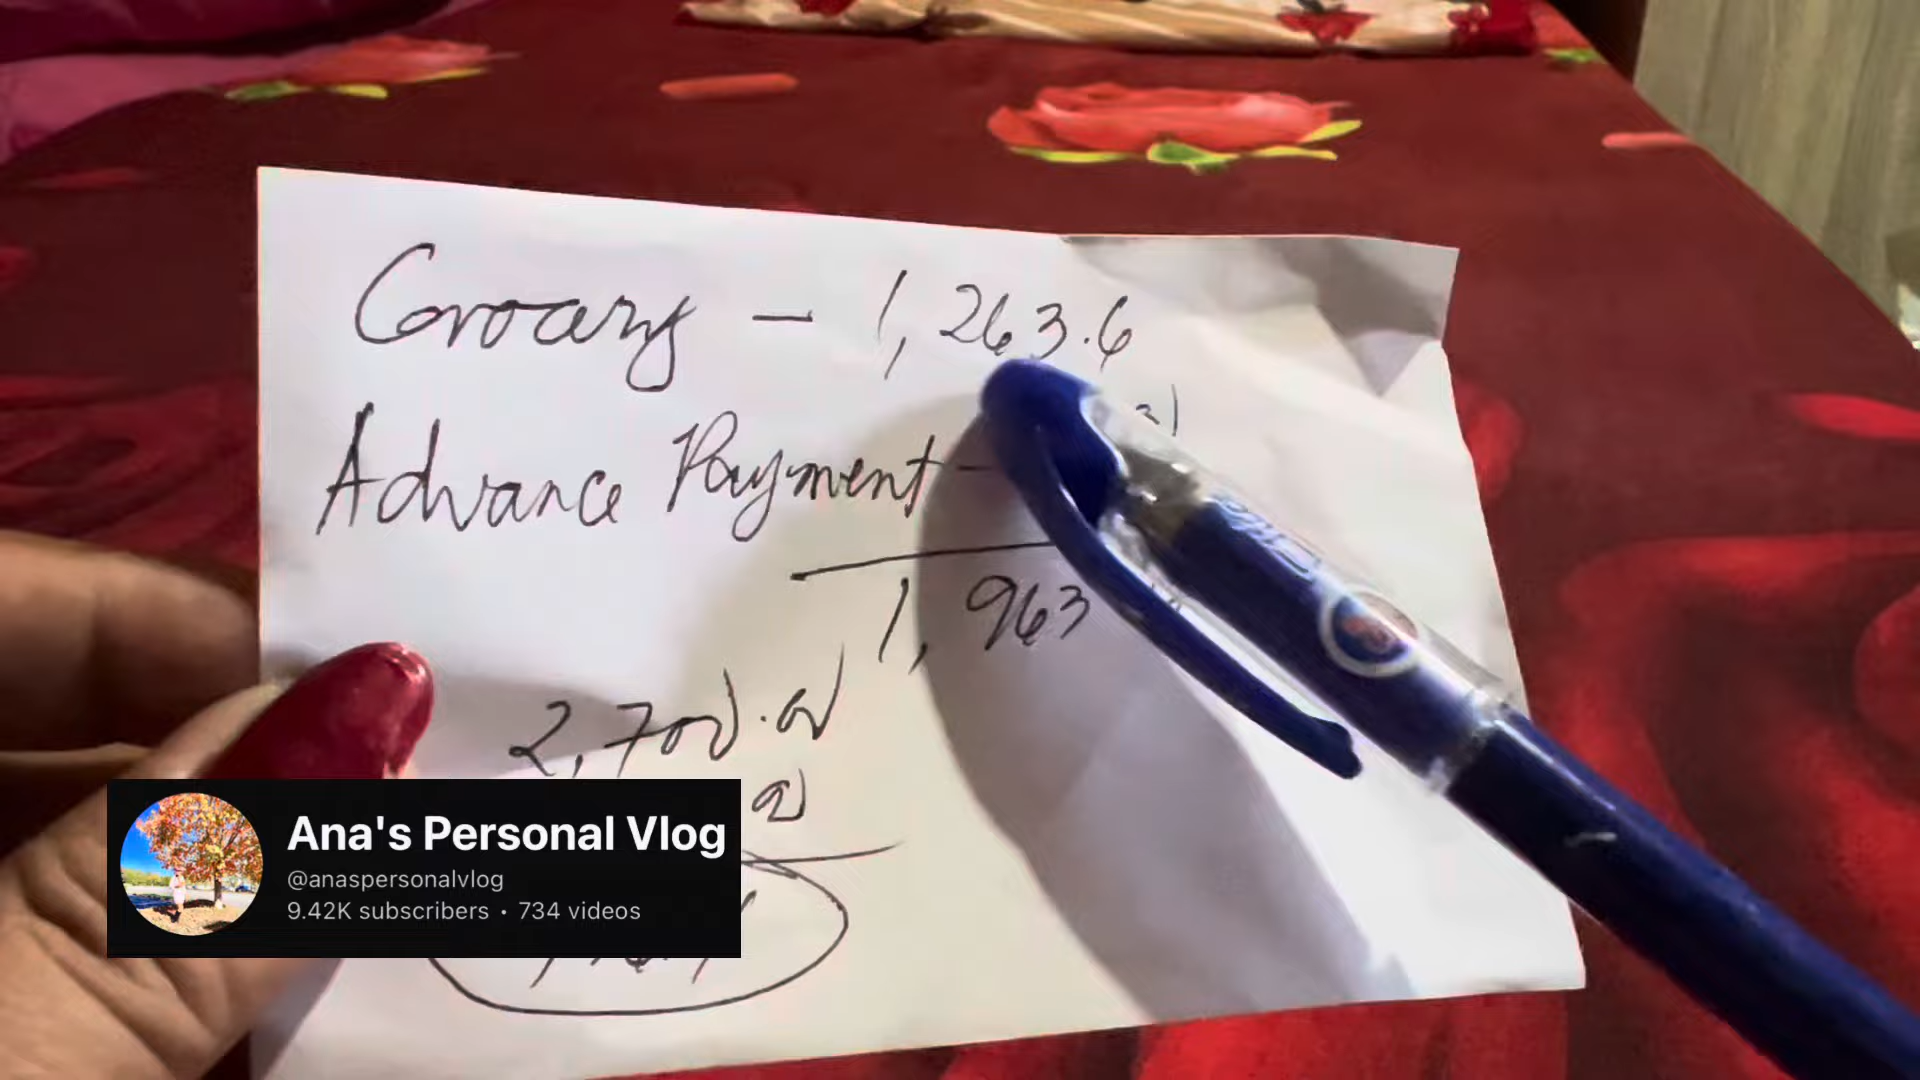 Grocery - 1,263.6
Advance Payment -
1,963
2,700.00
Ana's Personal Vlog
@anaspersonalvlog
9.42K subscribers • 734 videos